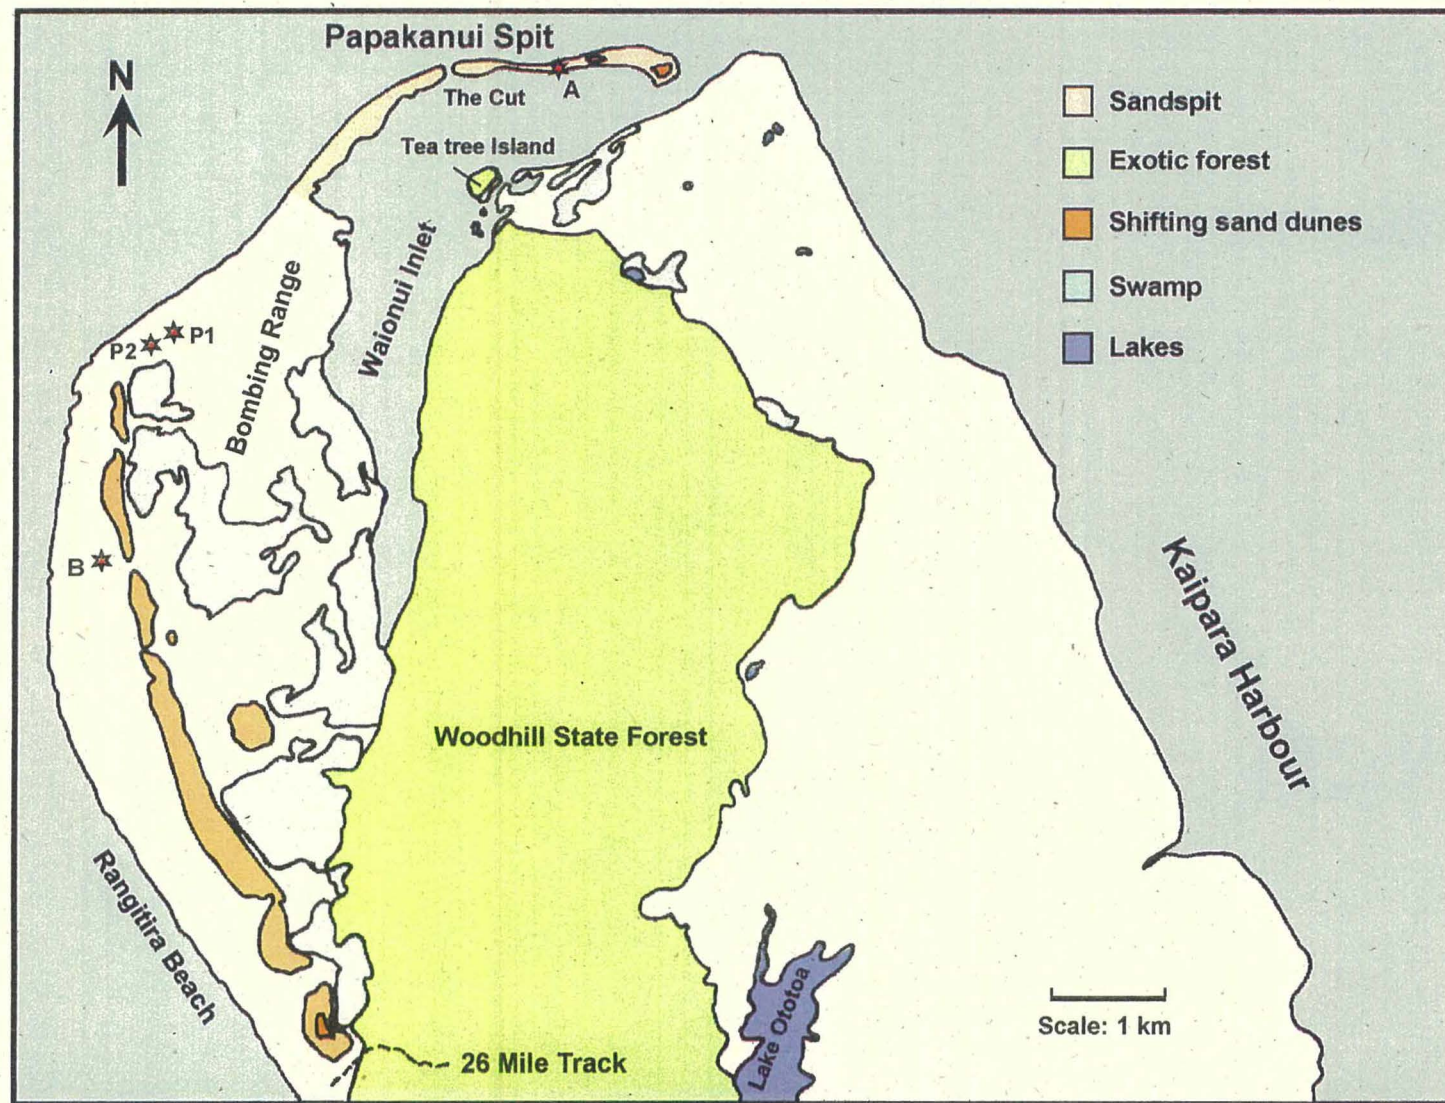 Papakanui Spit
N
The Cut
A
Tea tree Island
Sandspit
Exotic forest
Shifting sand dunes
Swamp
Lakes
Waionui Inlet
Bombing Range
P1
P2
B
Kaipara Harbour
Woodhill State Forest
Rangitira Beach
Lake Ototoa
Scale: 1 km
26 Mile Track